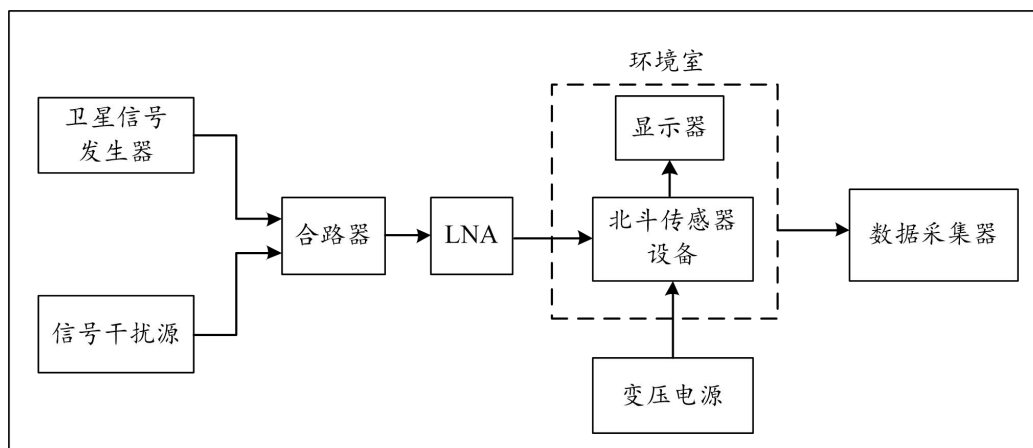 环境室
卫星信号
发生器
显示器
合路器
LNA
北斗传感器
设备
数据采集器
信号干扰源
变压电源